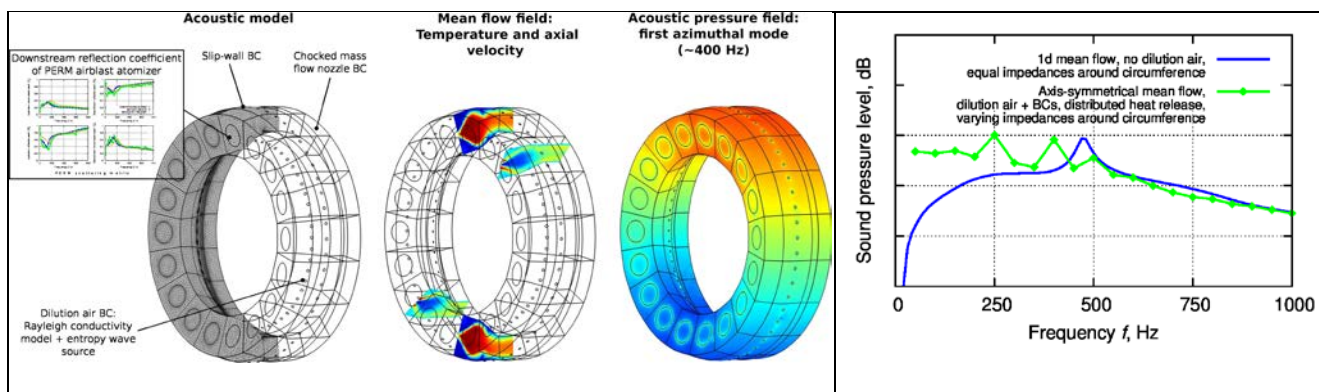 Acoustic model
Downstream reflection coefficient
of PERM airblast atomizer
PERM scattering matrix
Slip-wall BC
Chocked mass
flow nozzle BC
Dilution air BC:
Rayleigh conductivity
model + entropy wave
source
Mean flow field:
Temperature and axial
velocity
Acoustic pressure field:
first azimuthal mode
(~400 Hz)
Sound pressure level, dB
1d mean flow, no dilution air,
equal impedances around circumference
Axis-symmetrical mean flow,
dilution air + BCs, distributed heat release,
varying impedances around circumference
0 250 500 750 1000
Frequency f, Hz